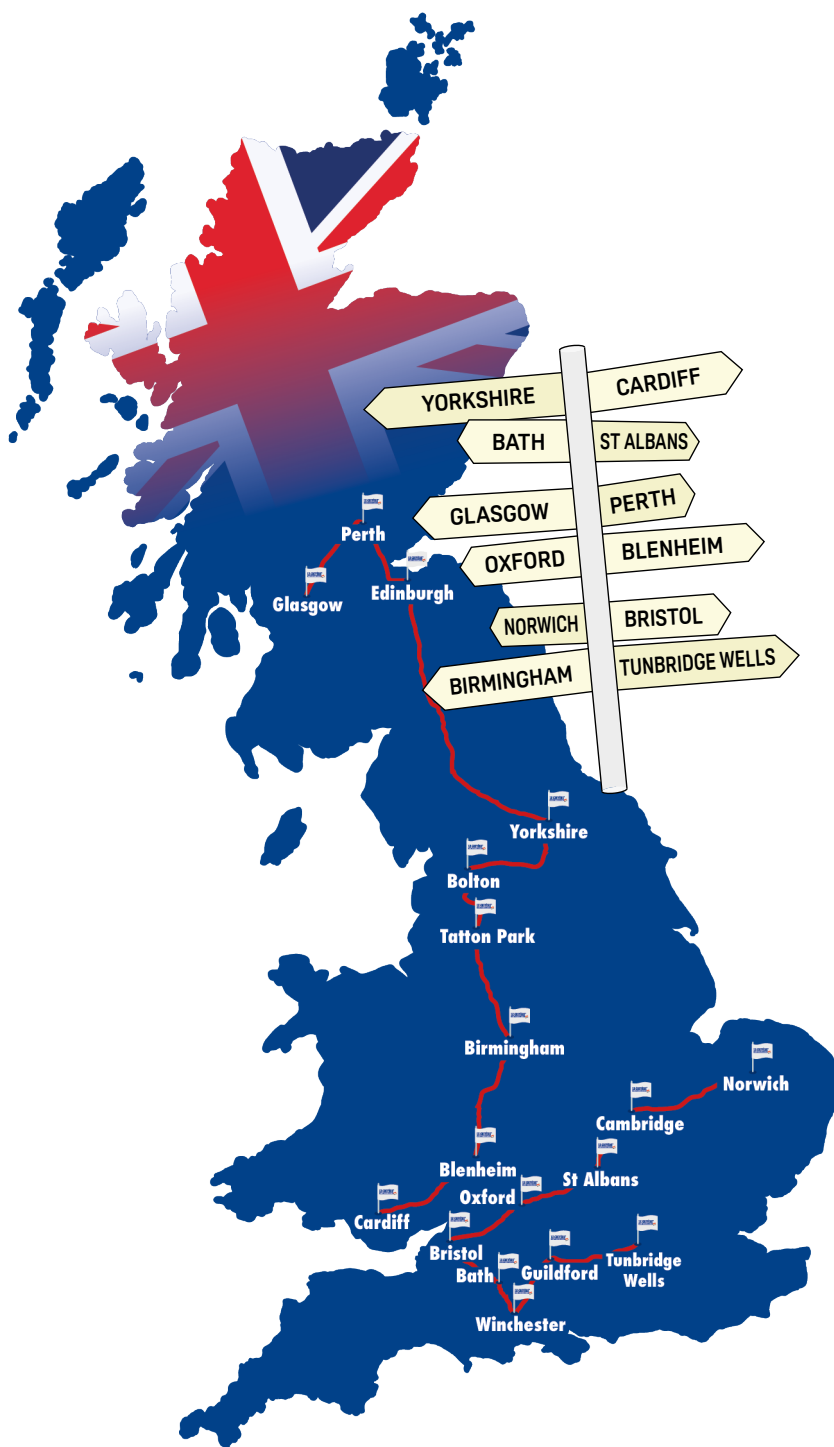 YORKSHIRE
CARDIFF
BATH
ST ALBANS
GLASGOW
PERTH
OXFORD
BLENHEIM
NORWICH
BRISTOL
BIRMINGHAM
TUNBRIDGE WELLS
Perth
Glasgow
Edinburgh
Yorkshire
Bolton
Tatton Park
Birmingham
Norwich
Cambridge
Blenheim
St Albans
Oxford
Cardiff
Bristol
Bath
Guildford
Tunbridge
Wells
Winchester